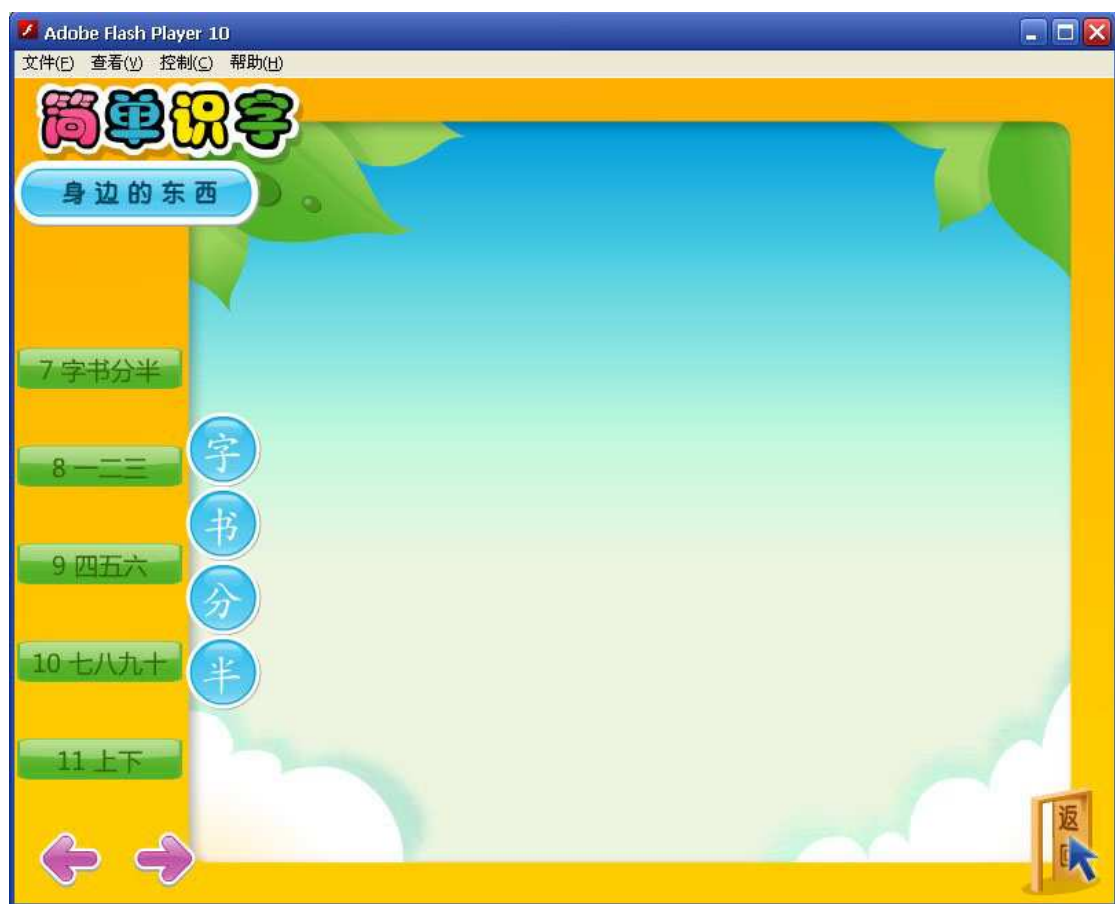 Adobe Flash Player 10
文件(F) 查看(V) 控制(C) 帮助(H)
简单识字
身边的东西
7 字书分半
8 一二三
9 四五六
10 七八九十
11 上下
字
书
分
半
返